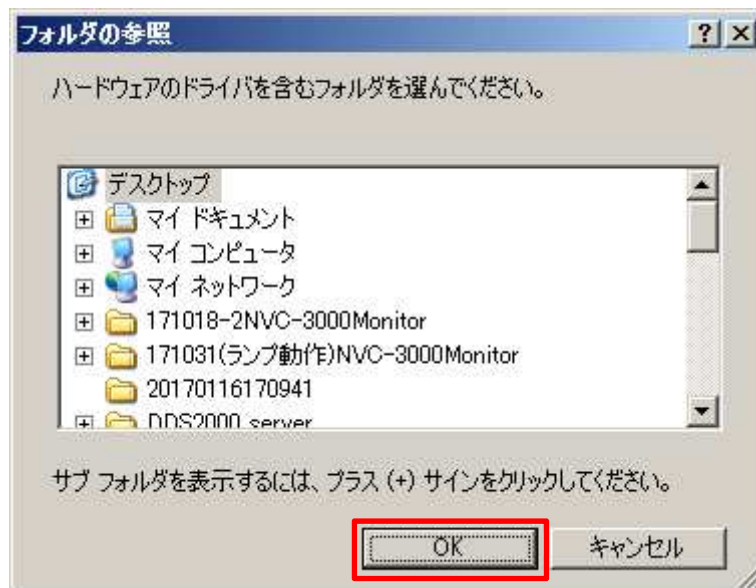 フォルダの参照
ハードウェアのドライバを含むフォルダを選んでください。
デスクトップ
マイ ドキュメント
マイ コンピュータ
マイ ネットワーク
171018-2NVC-3000Monitor
171031(ランプ動作)NVC-3000Monitor
20170116170941
DDS2000 server
サブ フォルダを表示するには、プラス (+) サインをクリックしてください。
OK キャンセル